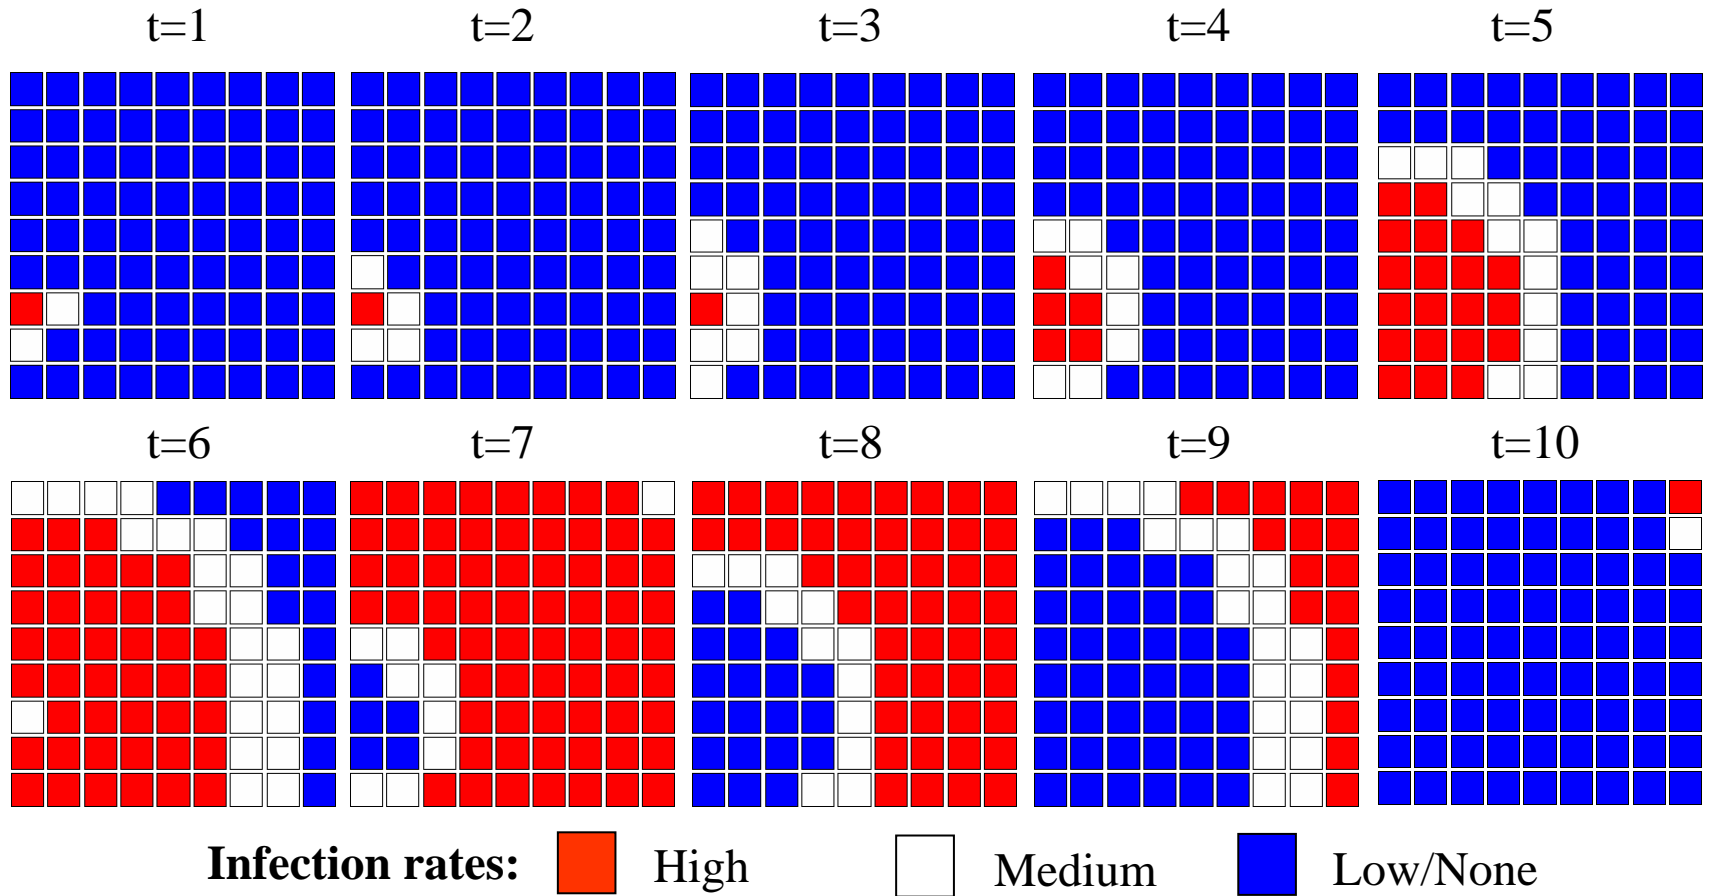 t=1 t=2 t=3 t=4 t=5
t=6 t=7 t=8 t=9 t=10
Infection rates: High Medium Low/None